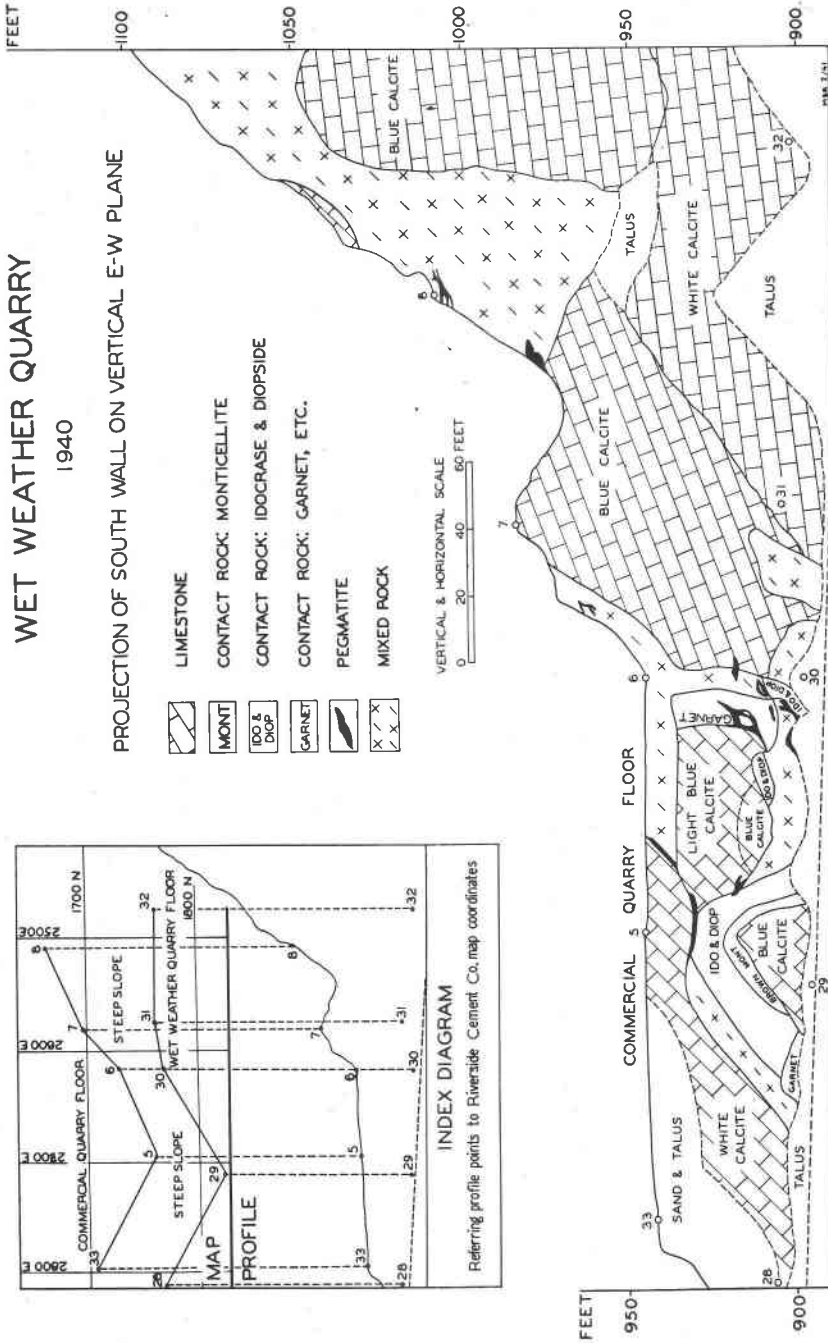 WET WEATHER QUARRY
1940
PROJECTION OF SOUTH WALL ON VERTICAL E-W PLANE
LIMESTONE
MONT
CONTACT ROCK: MONTICELLITE
IDO &
DIOP
CONTACT ROCK: IDOCRASE & DIOPSIDE
GARNET
CONTACT ROCK: GARNET, ETC.
PEGMATITE
MIXED ROCK
VERTICAL & HORIZONTAL SCALE
0 20 40 60 FEET
2800 E
2600 E
2500 E
1700 N
1800 N
COMMERCIAL QUARRY FLOOR
STEEP SLOPE
STEEP SLOPE
WET WEATHER QUARRY FLOOR
33
5
6
7
8
28
29
30
31
32
MAP
PROFILE
28
33
5
6
7
8
29
30
31
32
INDEX DIAGRAM
Referring profile points to Riverside Cement Co. map coordinates
FEET
1100
1050
1000
950
900
FEET
950
900
33
5
6
7
8
28
29
30
31
32
COMMERCIAL QUARRY FLOOR
SAND & TALUS
WHITE
CALCITE
TALUS
GARNET
IDO & DIOP
BROWN MONT
BLUE
CALCITE
LIGHT BLUE
CALCITE
BLUE
CALCITE
IDO & DIOP
GARNET
IDO & DIOP
BLUE CALCITE
BLUE CALCITE
TALUS
WHITE CALCITE
TALUS